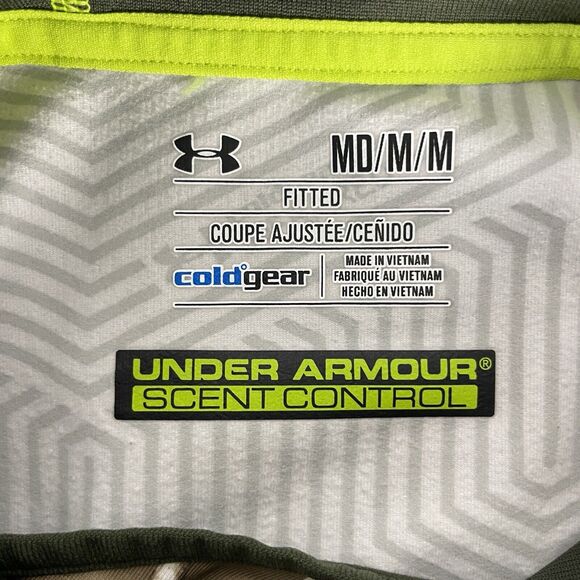 MD/M/M
FITTED
COUPE AJUSTÉE/CEÑIDO
coldgear
MADE IN VIETNAM
FABRIQUÉ AU VIETNAM
HECHO EN VIETNAM
UNDER ARMOUR®
SCENT CONTROL